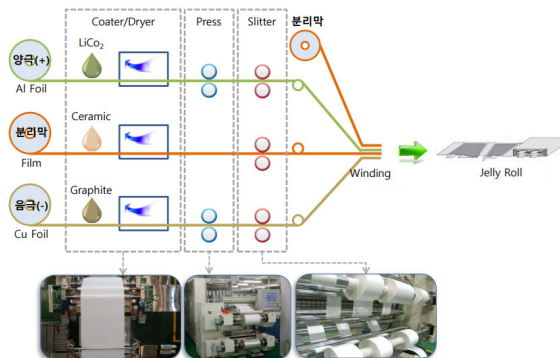 Coater/Dryer
Press
Slitter
분리막
양극(+)
LiCo2
Al Foil
분리막
Ceramic
Film
Winding
Jelly Roll
음극(-)
Graphite
Cu Foil